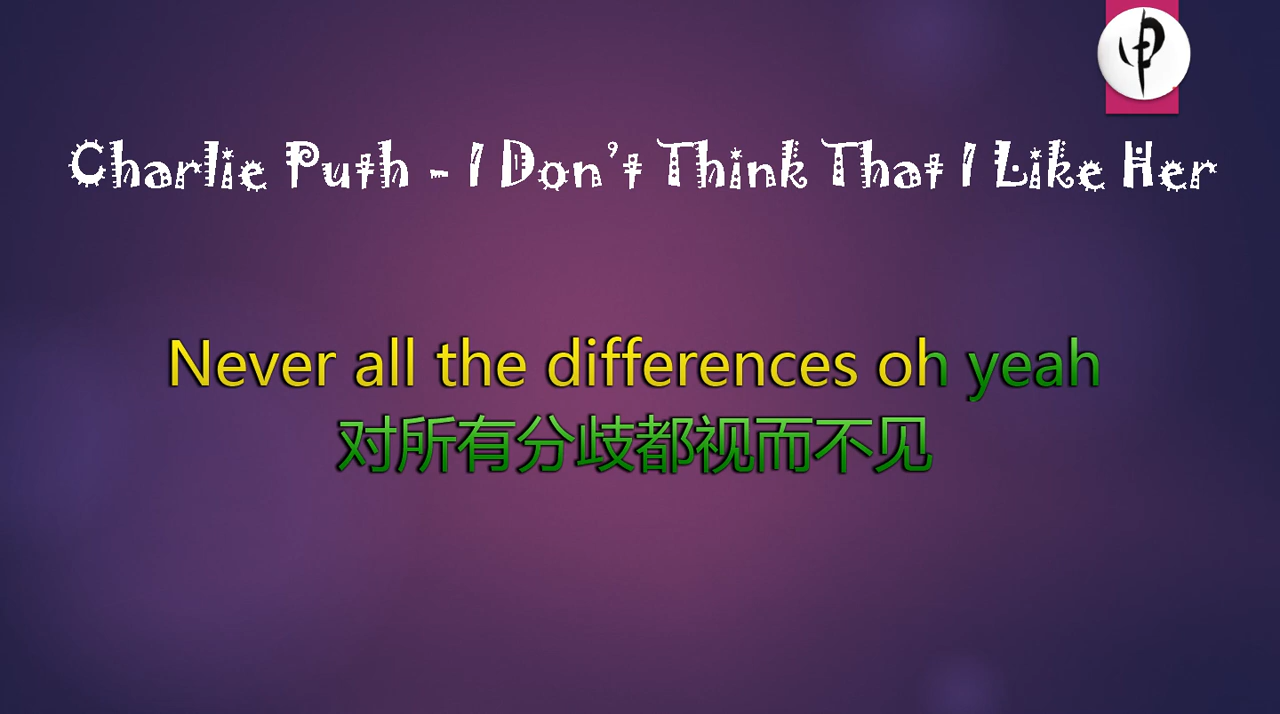 Charlie Puth - I Don't Think That I Like Her
Never all the differences oh yeah
对所有分歧都视而不见